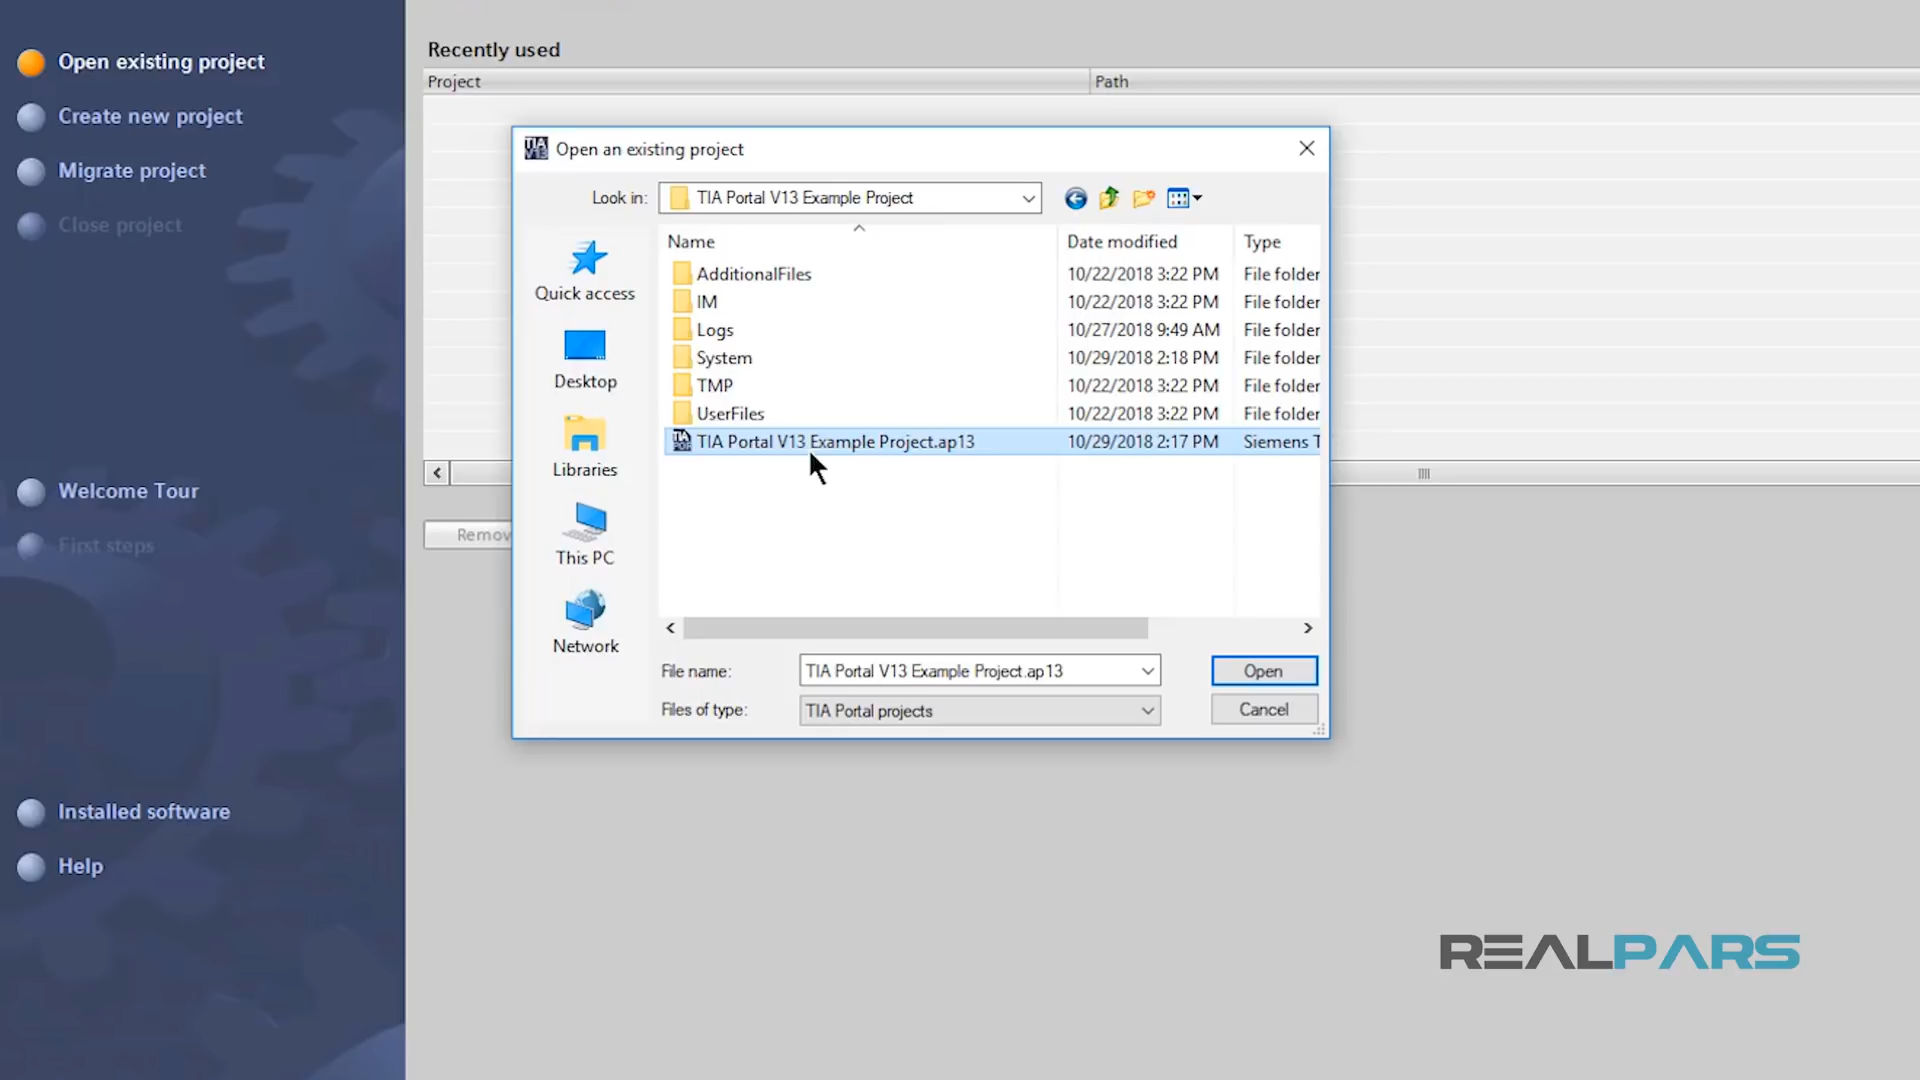 Open existing project
Create new project
Migrate project
Close project
Welcome Tour
First steps
Installed software
Help
Recently used
Project Path
Open an existing project
Look in: TIA Portal V13 Example Project
Quick access
Desktop
Libraries
This PC
Network
Name Date modified Type
AdditionalFiles 10/22/2018 3:22 PM File folder
IM 10/22/2018 3:22 PM File folder
Logs 10/27/2018 9:49 AM File folder
System 10/29/2018 2:18 PM File folder
TMP 10/22/2018 3:22 PM File folder
UserFiles 10/22/2018 3:22 PM File folder
TIA Portal V13 Example Project.ap13 10/29/2018 2:17 PM Siemens T
Remov
File name: TIA Portal V13 Example Project.ap13 Open
Files of type: TIA Portal projects Cancel
REALPARS